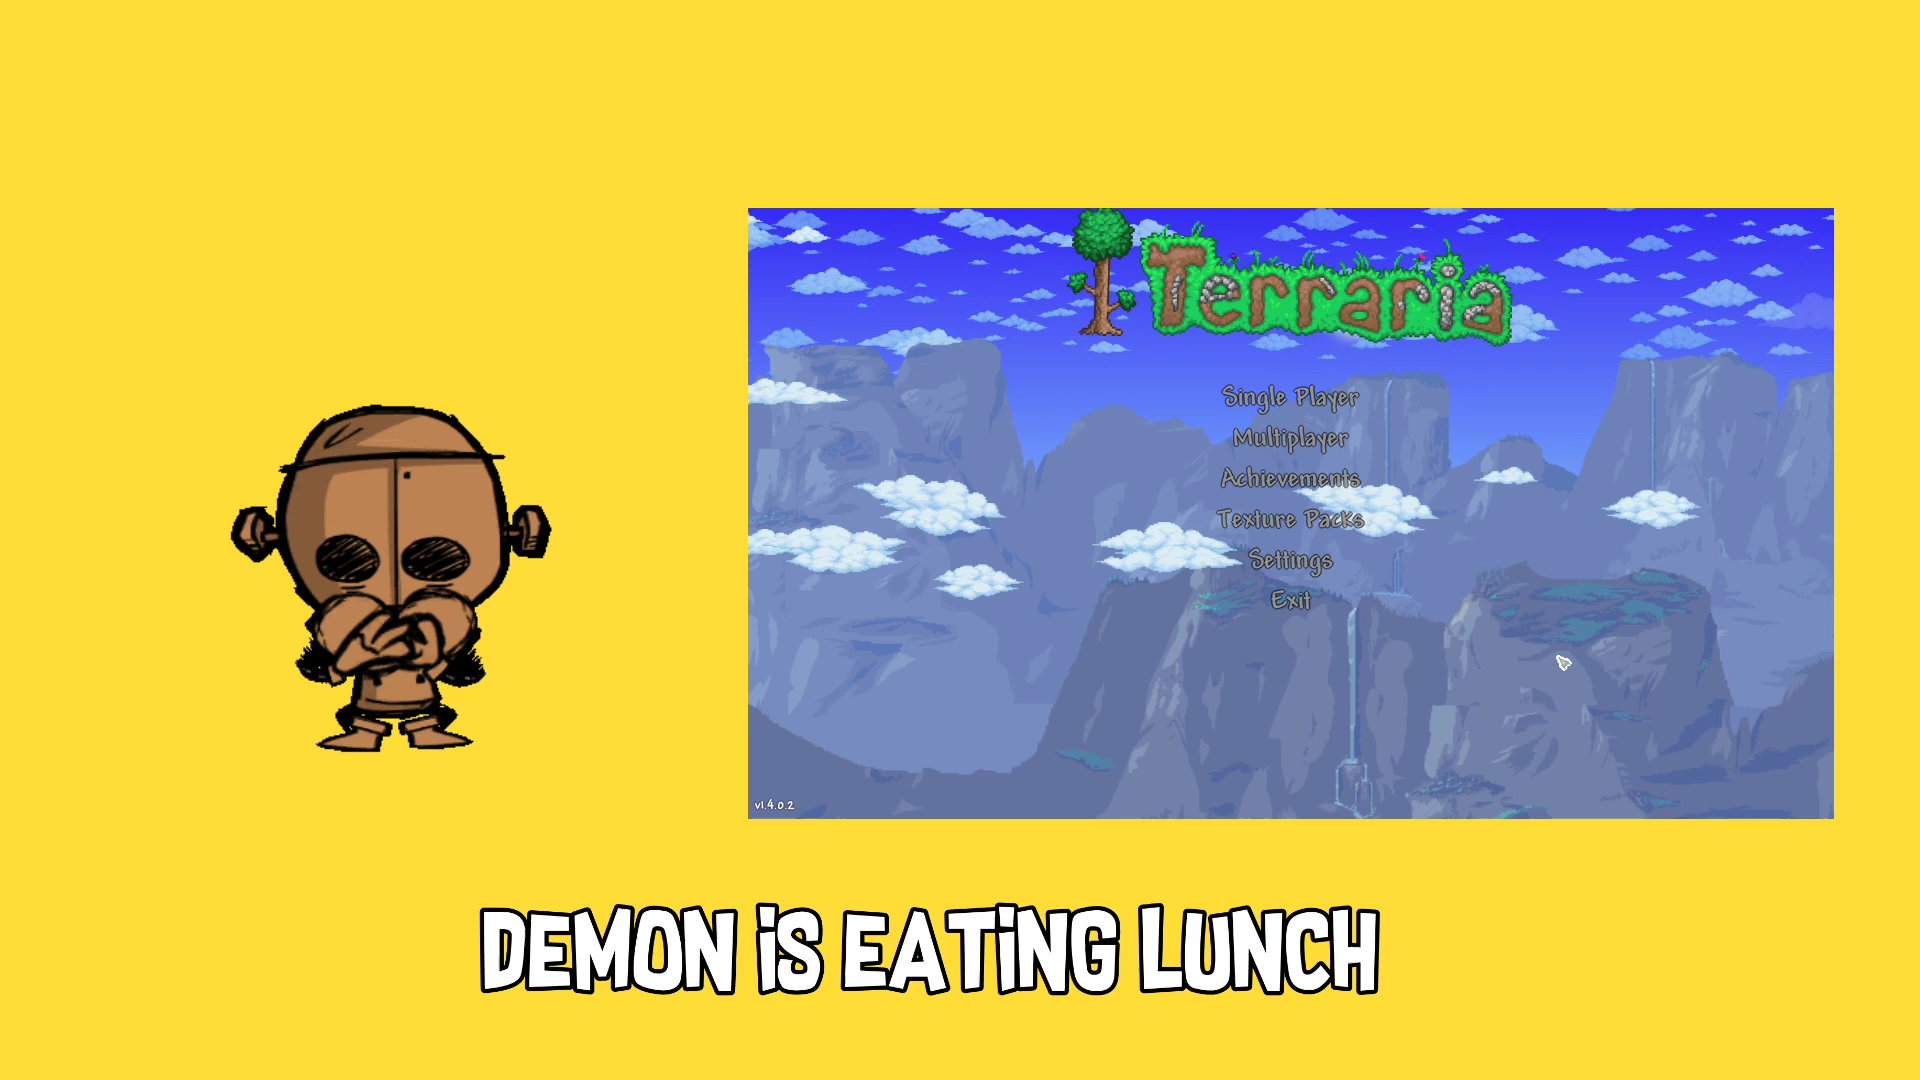 Terraria
Single Player
Multiplayer
Achievements
Texture Packs
Settings
Exit
v1.4.0.2
DEMON iS EATiNG LUNCH